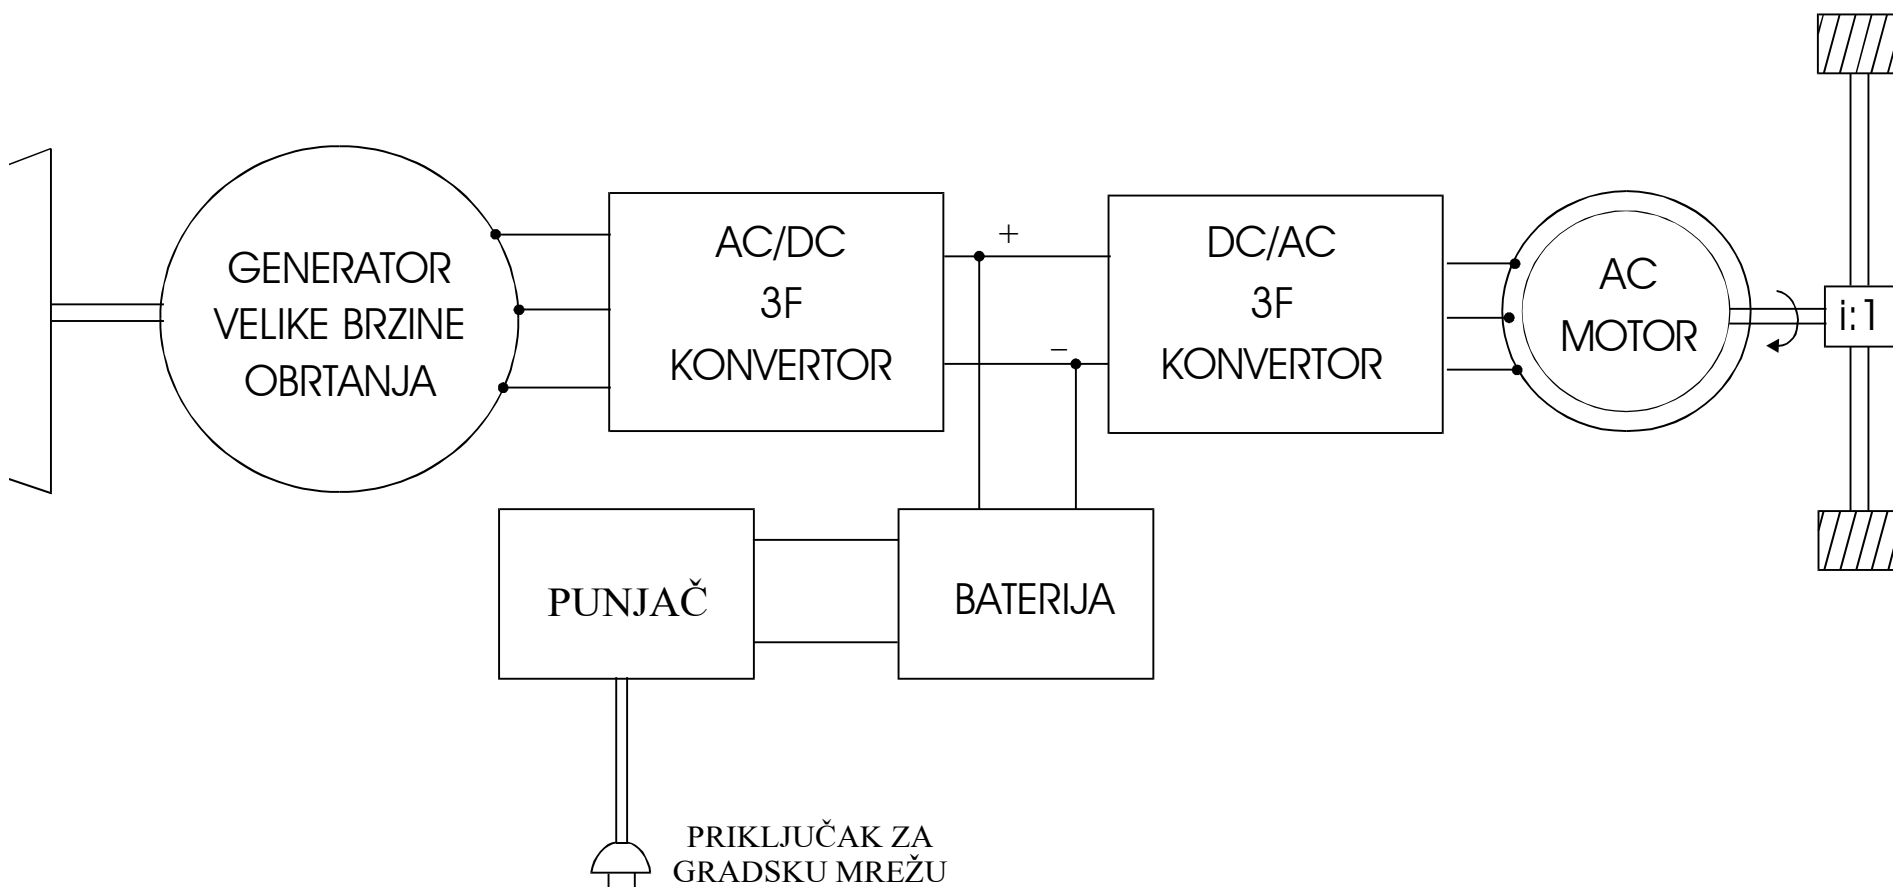 GENERATOR
VELIKE BRZINE
OBRTANJA
AC/DC
3F
KONVERTOR
+
–
DC/AC
3F
KONVERTOR
AC
MOTOR
i:1
PUNJAČ
BATERIJA
PRIKLJUČAK ZA
GRADSKU MREŽU